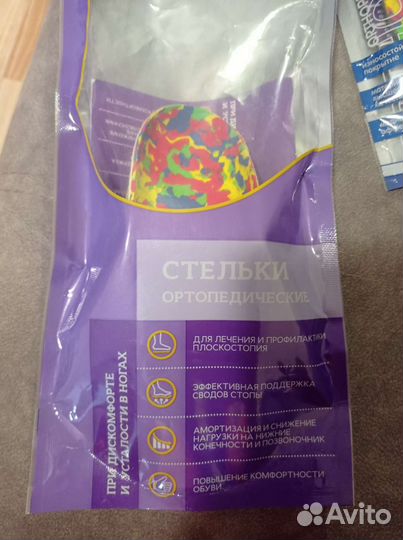 СТЕЛЬКИ
ОРТОПЕДИЧЕСКИЕ
ПРИ ДИСКОМФОРТЕ
И УСТАЛОСТИ В НОГАХ
ДЛЯ ЛЕЧЕНИЯ И ПРОФИЛАКТИКИ
ПЛОСКОСТОПИЯ
ЭФФЕКТИВНАЯ ПОДДЕРЖКА
СВОДОВ СТОПЫ
АМОРТИЗАЦИЯ И СНИЖЕНИЕ
НАГРУЗКИ НА НИЖНИЕ
КОНЕЧНОСТИ И ПОЗВОНОЧНИК
ПОВЫШЕНИЕ КОМФОРТНОСТИ
ОБУВИ
ПОКРЫТИЕ
Avito